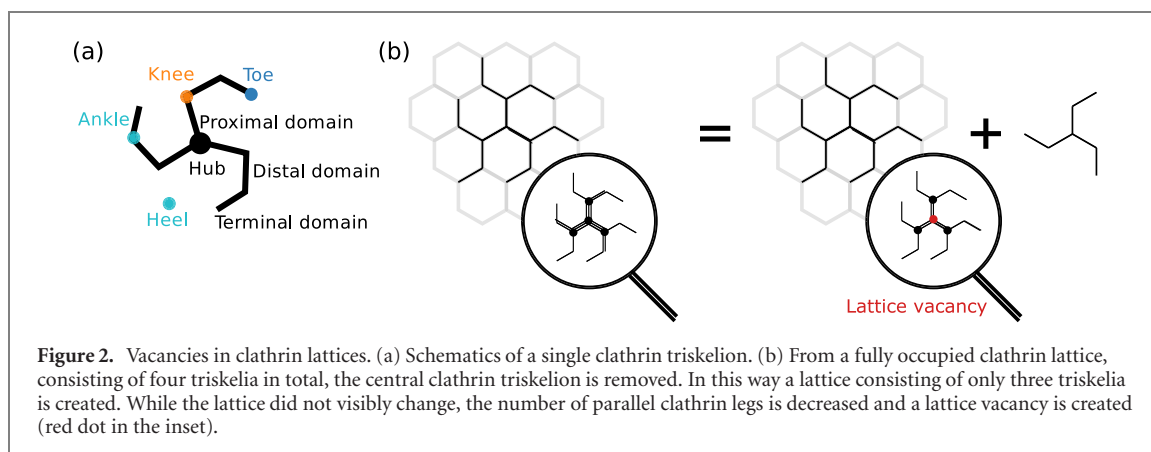 (a)
(b)
Knee
Toe
Ankle
Proximal domain
Hub
Distal domain
Heel
Terminal domain
=
+
Lattice vacancy
Figure 2. Vacancies in clathrin lattices. (a) Schematics of a single clathrin triskelion. (b) From a fully occupied clathrin lattice,
consisting of four triskelia in total, the central clathrin triskelion is removed. In this way a lattice consisting of only three triskelia
is created. While the lattice did not visibly change, the number of parallel clathrin legs is decreased and a lattice vacancy is created
(red dot in the inset).